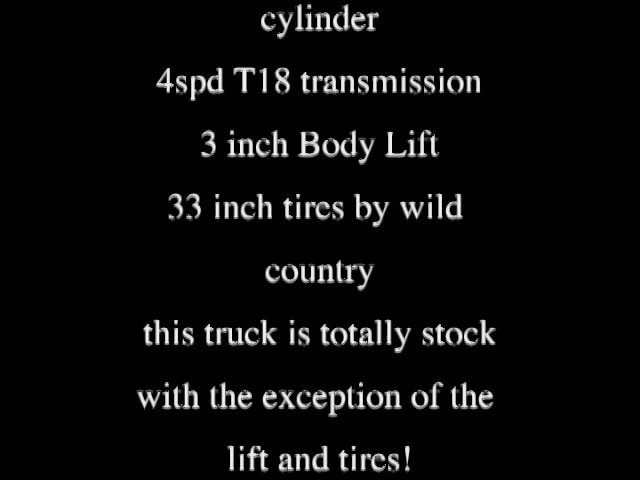 cylinder
4spd T18 transmission
3 inch Body Lift
33 inch tires by wild
country
this truck is totally stock
with the exception of the
lift and tires!